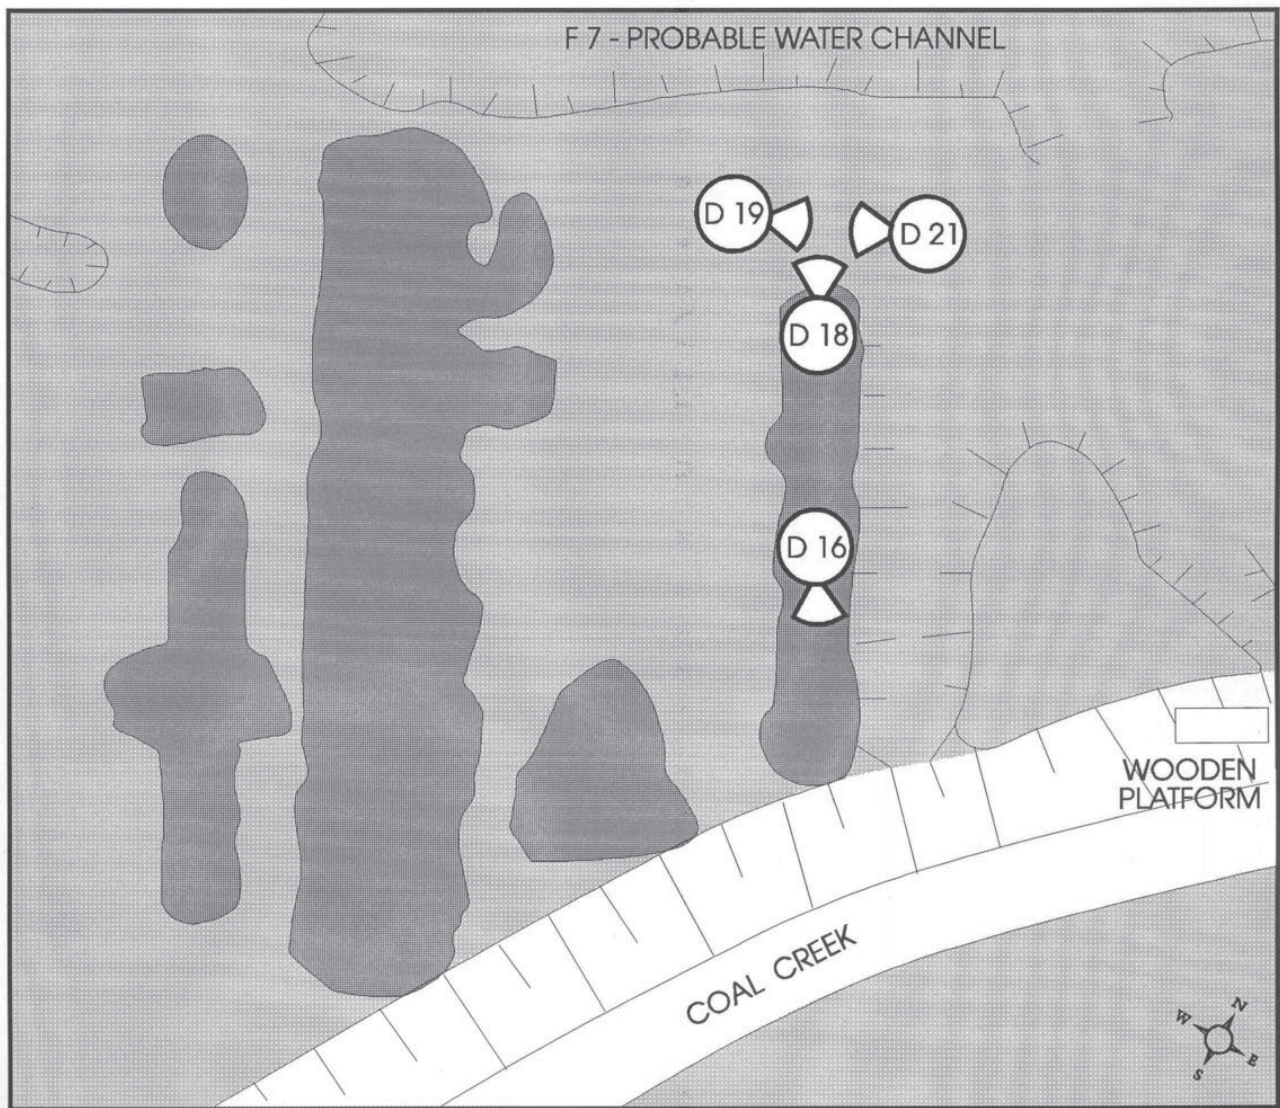 F 7 - PROBABLE WATER CHANNEL
D 19
D 21
D 18
D 16
WOODEN
PLATFORM
COAL CREEK
N
W
E
S